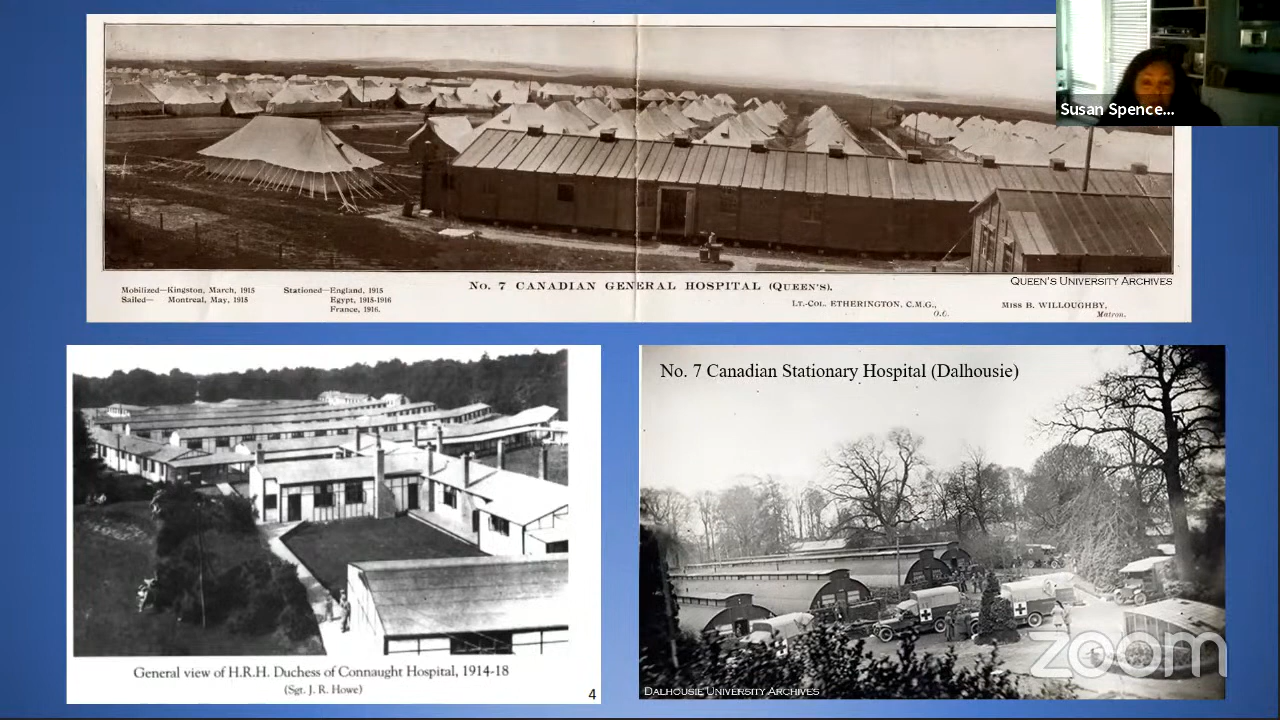 Susan Spence...
Mobilized—Kingston, March, 1915
Sailed— Montreal, May, 1915
Stationed—England, 1915
Egypt, 1915-1916
France, 1916.
No. 7 CANADIAN GENERAL HOSPITAL (QUEEN'S).
QUEEN'S UNIVERSITY ARCHIVES
LT.-COL. ETHERINGTON, C.M.G.,
O.C.
MISS B. WILLOUGHBY,
Matron.
General view of H.R.H. Duchess of Connaught Hospital, 1914-18
(Sgt. J. R. Howe)
4
No. 7 Canadian Stationary Hospital (Dalhousie)
DALHOUSIE UNIVERSITY ARCHIVES
zoom